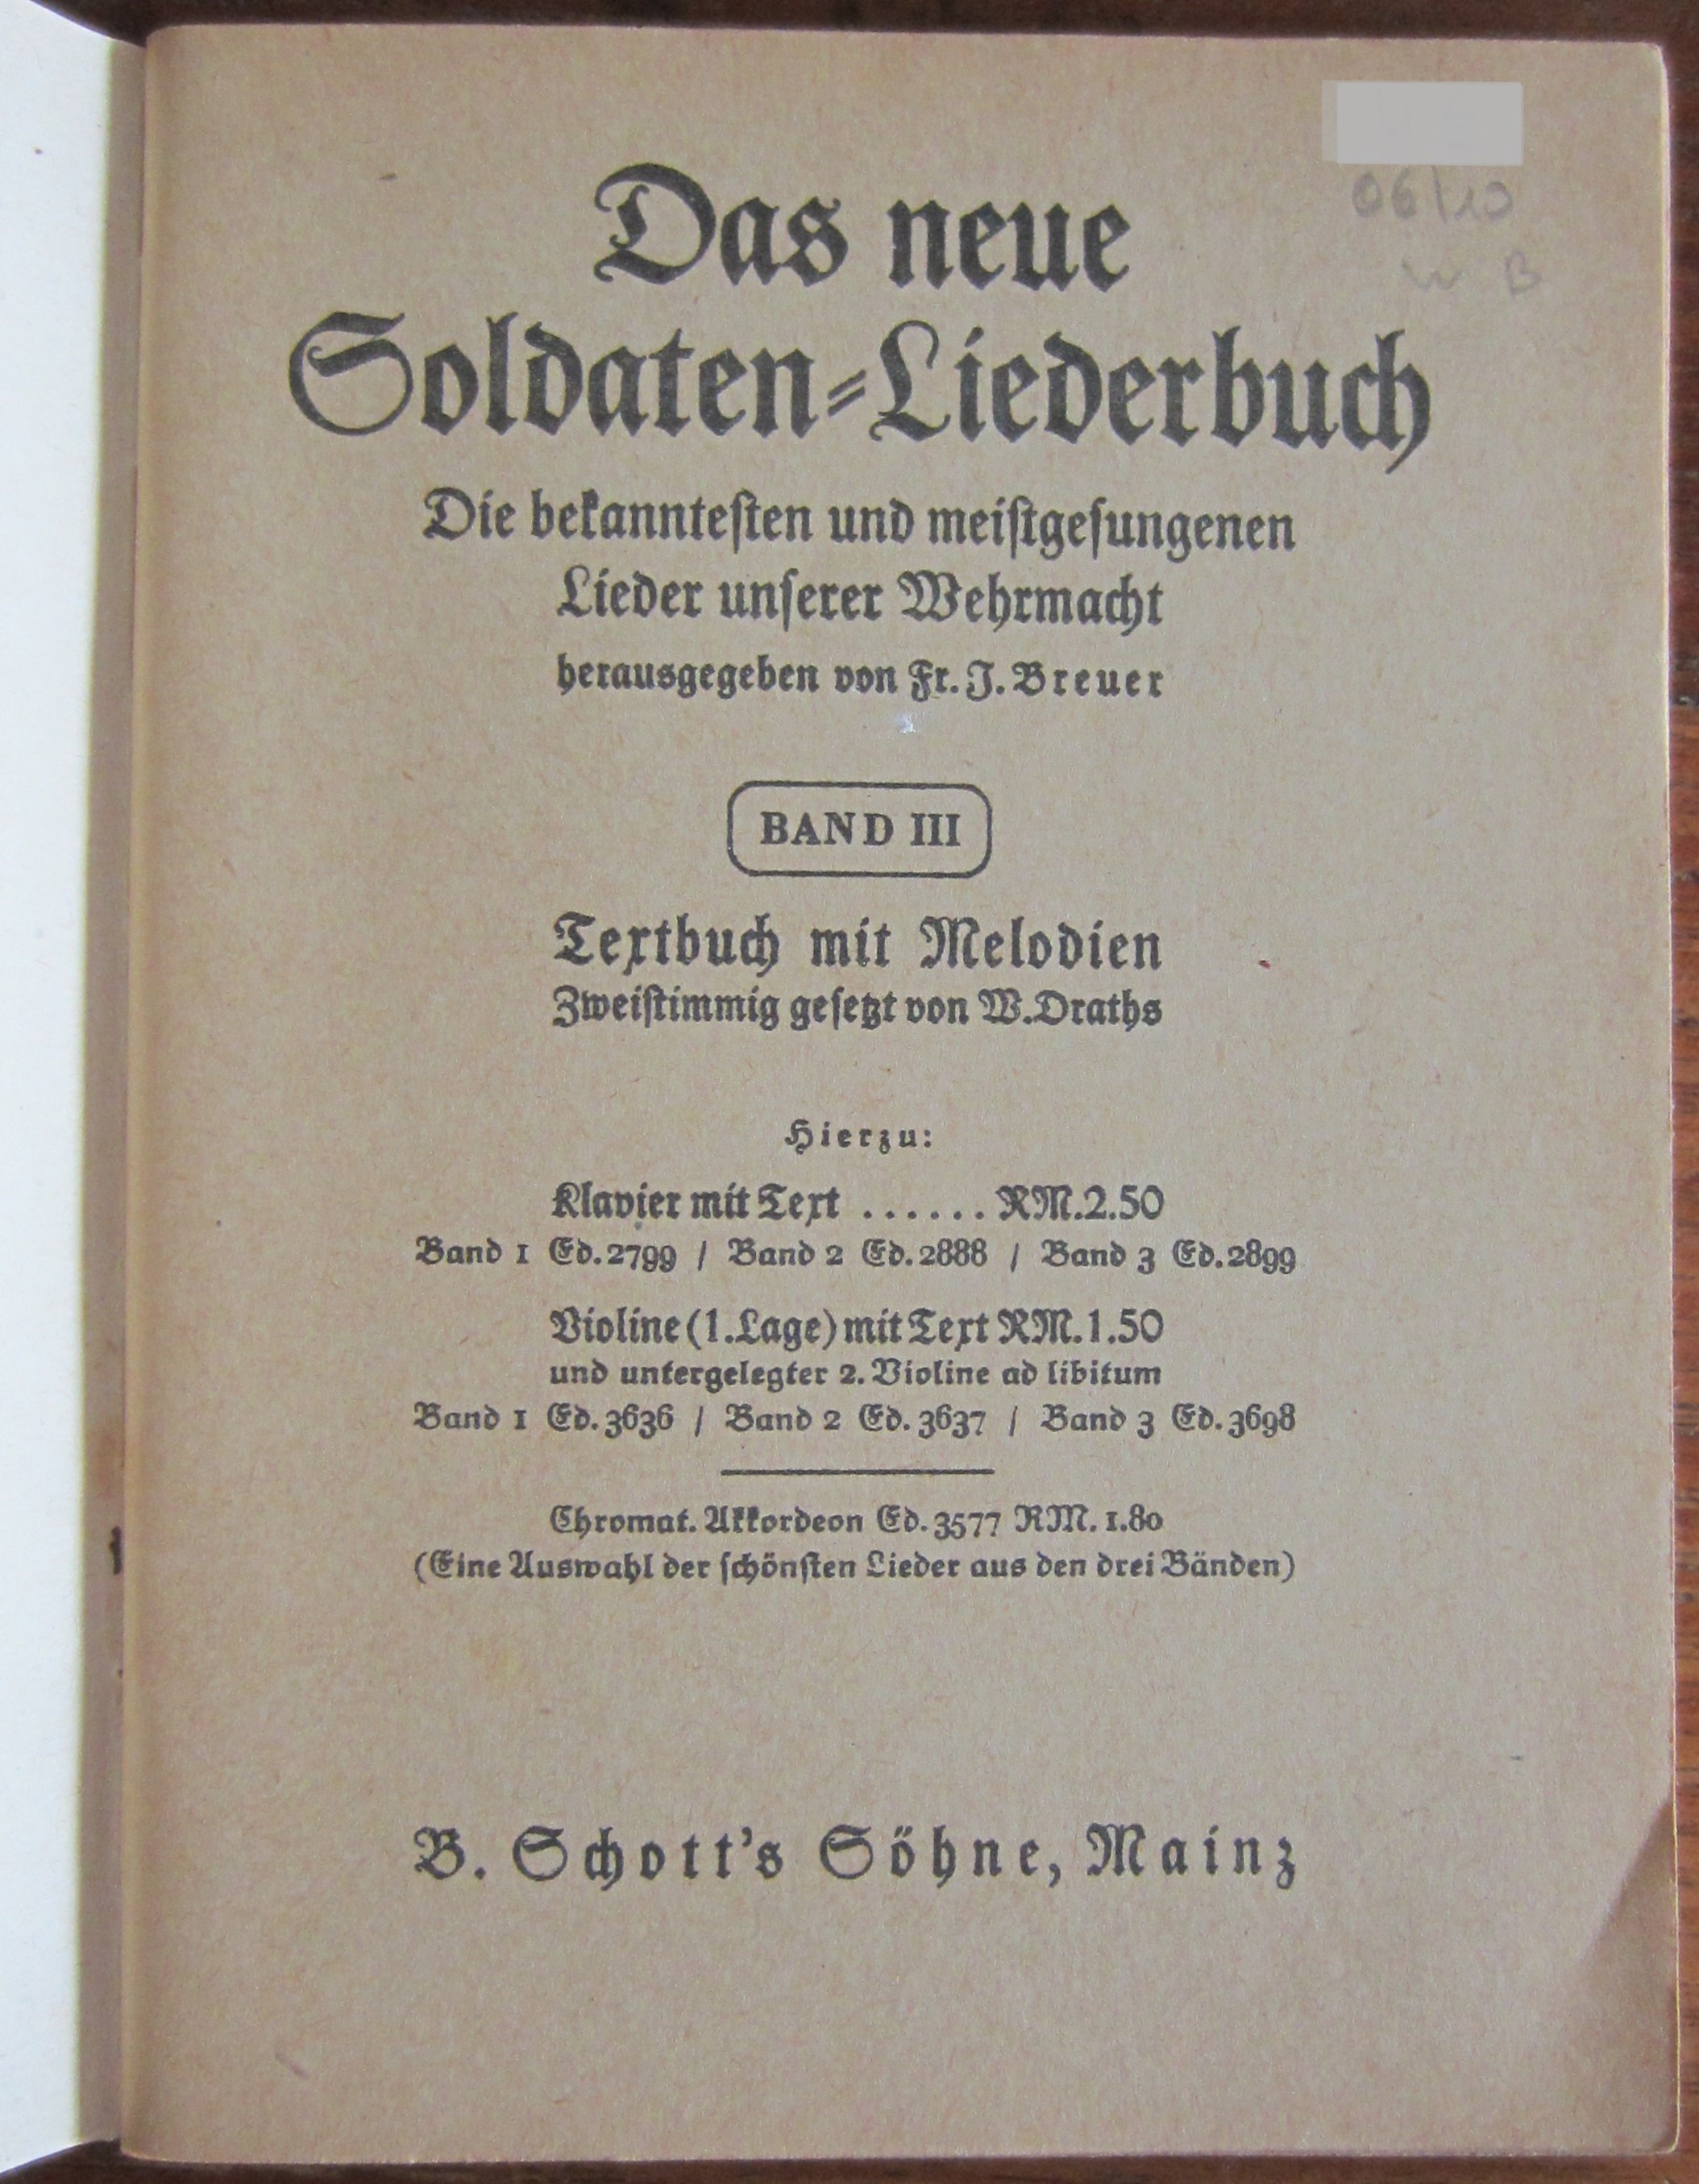 06/10
W B
Das neue
Soldaten=Liederbuch
Die bekannteſten und meiſtgeſungenen
Lieder unſerer Wehrmacht
herausgegeben von Fr. J. Breuer
BAND III
Textbuch mit Melodien
Zweiſtimmig geſetzt von W. Draths
Hierzu:
Klavier mit Text ...... RM. 2.50
Band 1 Ed. 2799 / Band 2 Ed. 2888 / Band 3 Ed. 2899
Violine (1. Lage) mit Text RM. 1.50
und untergelegter 2. Violine ad libitum
Band 1 Ed. 3636 / Band 2 Ed. 3637 / Band 3 Ed. 3698
Chromat. Akkordeon Ed. 3577 RM. 1.80
(Eine Auswahl der ſchönſten Lieder aus den drei Bänden)
B. Schott's Söhne, Mainz